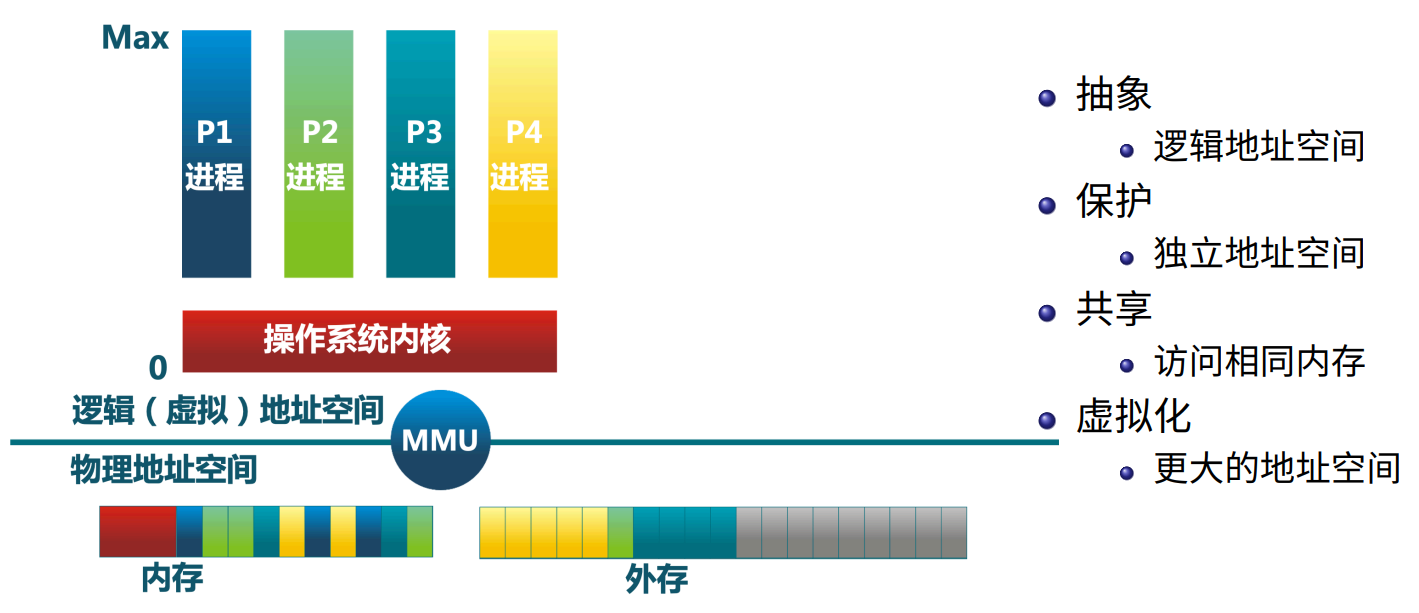 Max
P1
进程
P2
进程
P3
进程
P4
进程
操作系统内核
0
逻辑（虚拟）地址空间
MMU
物理地址空间
内存
外存
抽象
逻辑地址空间
保护
独立地址空间
共享
访问相同内存
虚拟化
更大的地址空间